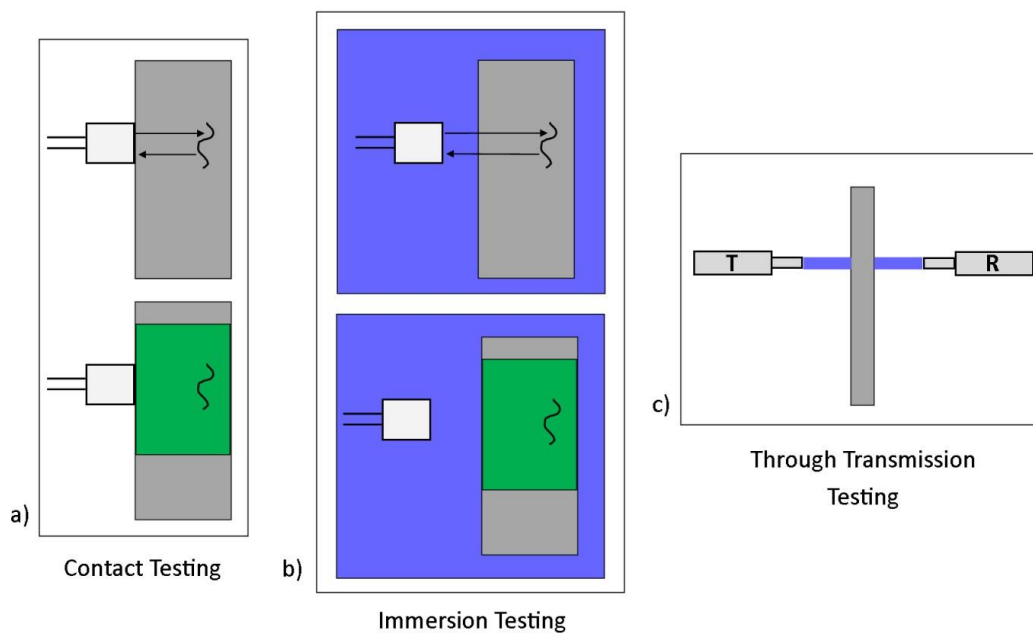 a)
Contact Testing
b)
Immersion Testing
T
R
c)
Through Transmission
Testing